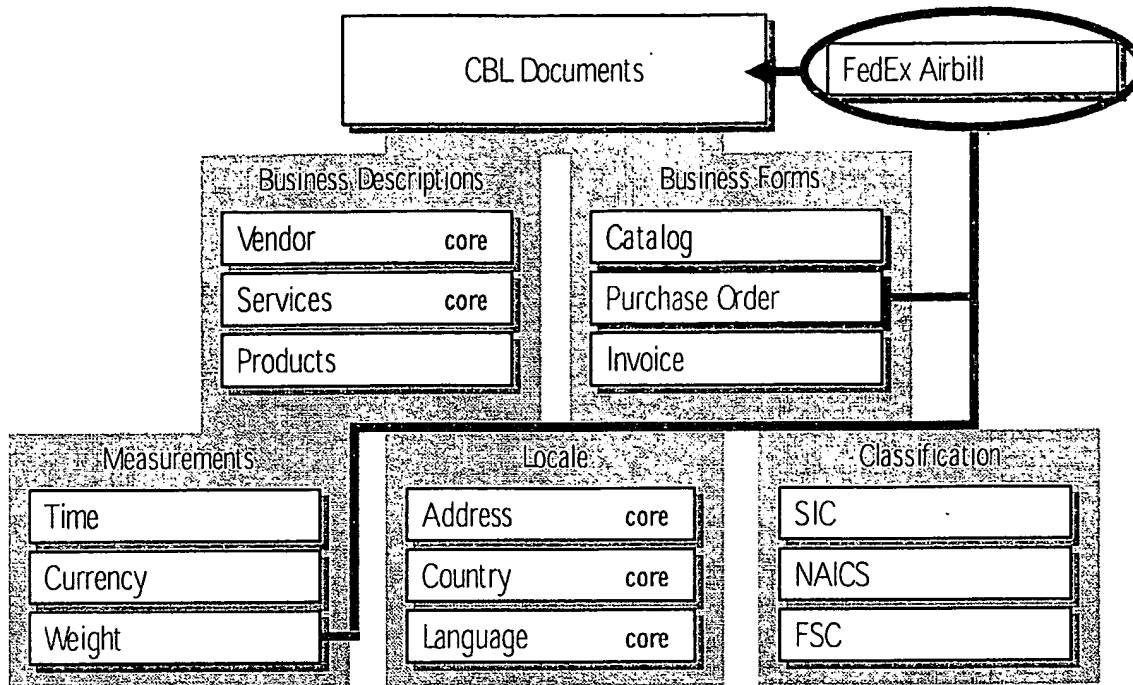 CBL Documents
FedEx Airbill
Business Descriptions
Vendor core
Services core
Products
Business Forms
Catalog
Purchase Order
Invoice
Measurements
Time
Currency
Weight
Locale
Address core
Country core
Language core
Classification
SIC
NAICS
FSC